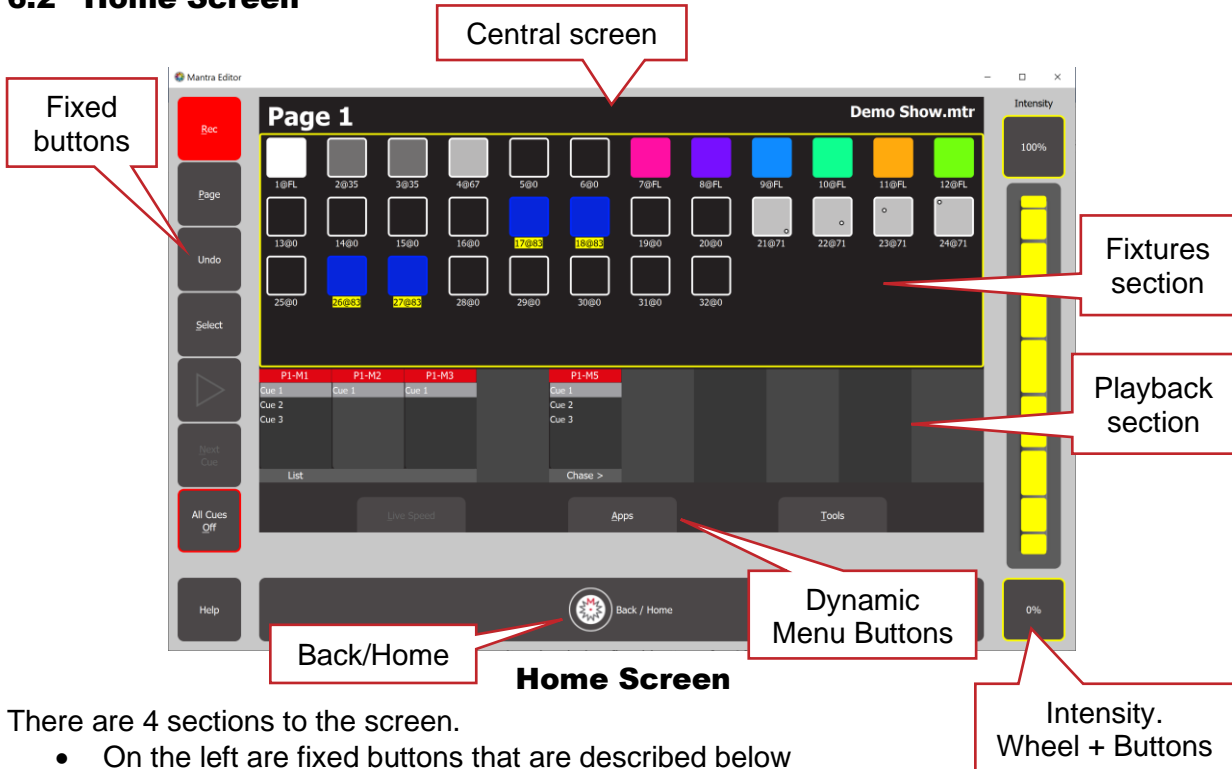 6.2 Home Screen
Central screen
Mantra Editor
Fixed
buttons
Rec
Page
Undo
Select
Next
Cue
All Cues
Off
Help
Page 1
Demo Show.mtr
1@FL 2@35 3@35 4@67 5@0 6@0 7@FL 8@FL 9@FL 10@FL 11@FL 12@FL
13@0 14@0 15@0 16@0 17@83 18@83 19@0 20@0 21@71 22@71 23@71 24@71
25@0 26@83 27@83 28@0 29@0 30@0 31@0 32@0
P1-M1 P1-M2 P1-M3 P1-M5
Cue 1 Cue 1 Cue 1 Cue 1
Cue 2 Cue 2
Cue 3 Cue 3
List Chase >
Live Speed Apps Tools
Back / Home
Intensity
100%
0%
Fixtures
section
Playback
section
Dynamic
Menu Buttons
Back/Home
Intensity.
Wheel + Buttons
Home Screen
There are 4 sections to the screen.
• On the left are fixed buttons that are described below